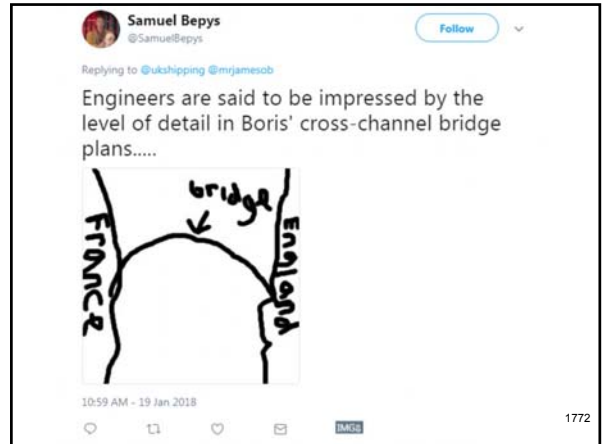 Samuel Bepys
@SamuelBepys
Follow
Replying to @ukshipping @mrjamesob
Engineers are said to be impressed by the
level of detail in Boris' cross-channel bridge
plans.....
bridge
FRANCE
England
10:59 AM - 19 Jan 2018
1772